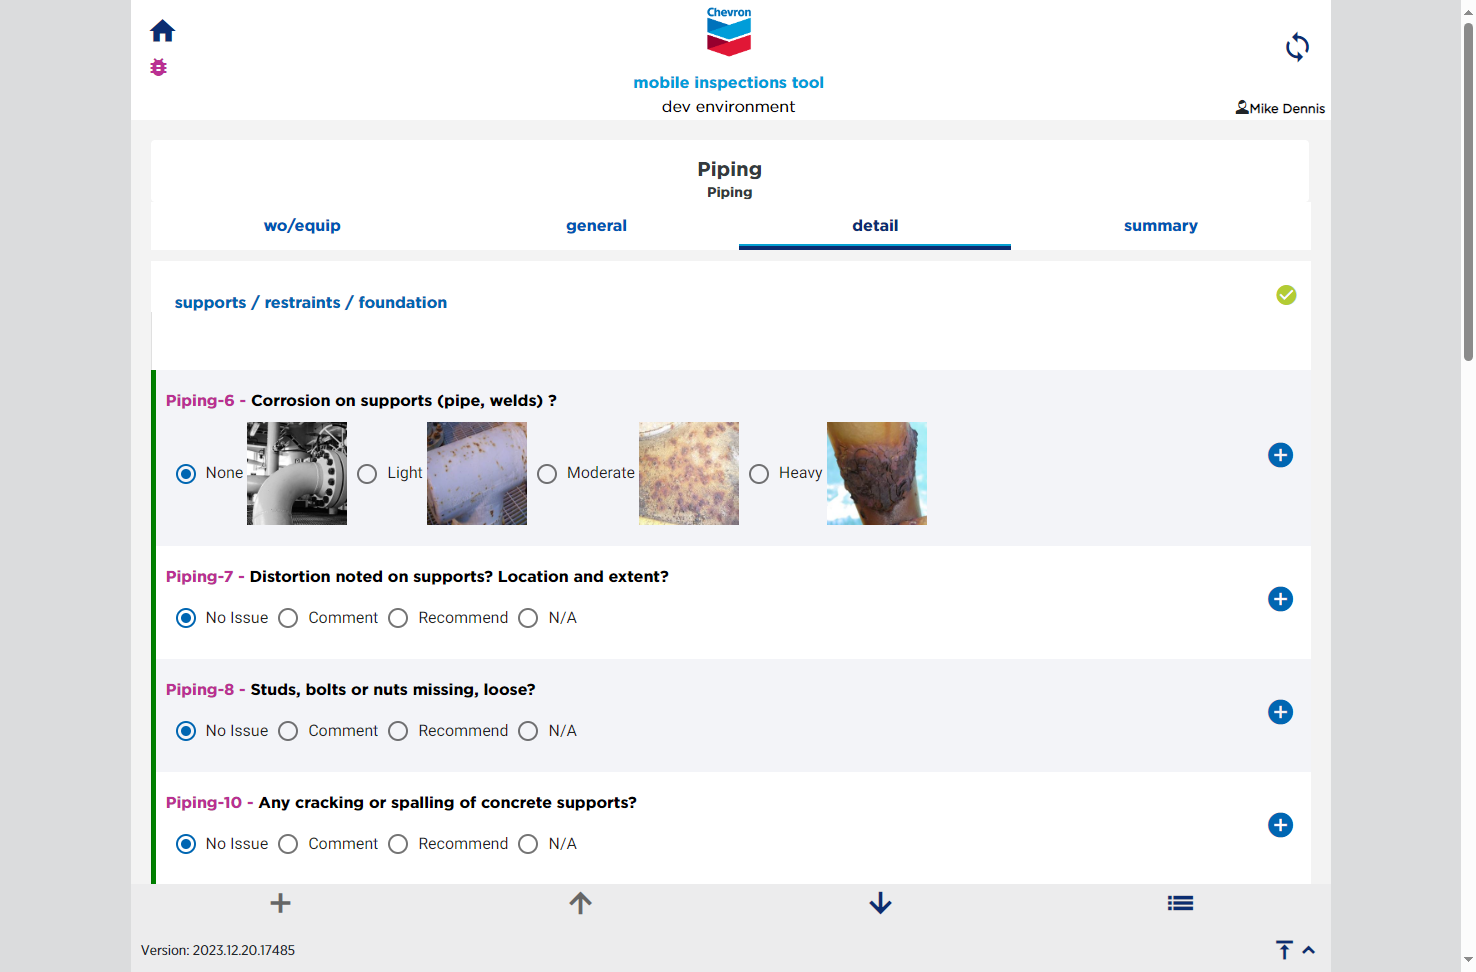 Chevron
mobile inspections tool
dev environment
Mike Dennis
Piping
Piping
wo/equip general detail summary
supports / restraints / foundation
Piping-6 - Corrosion on supports (pipe, welds) ?
None Light Moderate Heavy
Piping-7 - Distortion noted on supports? Location and extent?
No Issue Comment Recommend N/A
Piping-8 - Studs, bolts or nuts missing, loose?
No Issue Comment Recommend N/A
Piping-10 - Any cracking or spalling of concrete supports?
No Issue Comment Recommend N/A
Version: 2023.12.20.17485